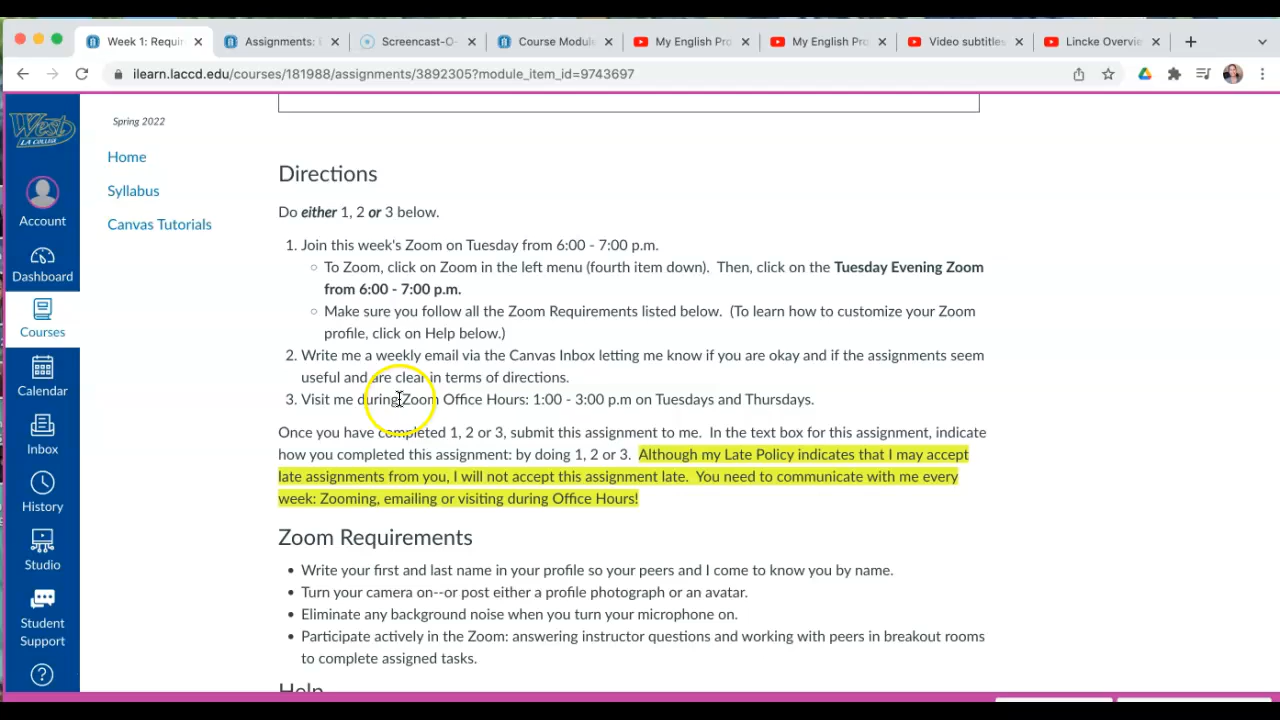 Week 1: Requir
Assignments: E
Screencast-O-
Course Module
My English Pro
My English Pro
Video subtitles
Lincke Overvie
ilearn.laccd.edu/courses/181988/assignments/3892305?module_item_id=9743697
West
LA COLLEGE
Account
Dashboard
Courses
Calendar
Inbox
History
Studio
Student
Support
Spring 2022
Home
Syllabus
Canvas Tutorials
Directions
Do either 1, 2 or 3 below.
1. Join this week's Zoom on Tuesday from 6:00 - 7:00 p.m.
To Zoom, click on Zoom in the left menu (fourth item down). Then, click on the Tuesday Evening Zoom
from 6:00 - 7:00 p.m.
Make sure you follow all the Zoom Requirements listed below. (To learn how to customize your Zoom
profile, click on Help below.)
2. Write me a weekly email via the Canvas Inbox letting me know if you are okay and if the assignments seem
useful and are clear in terms of directions.
3. Visit me during Zoom Office Hours: 1:00 - 3:00 p.m on Tuesdays and Thursdays.
Once you have completed 1, 2 or 3, submit this assignment to me. In the text box for this assignment, indicate
how you completed this assignment: by doing 1, 2 or 3. Although my Late Policy indicates that I may accept
late assignments from you, I will not accept this assignment late. You need to communicate with me every
week: Zooming, emailing or visiting during Office Hours!
Zoom Requirements
• Write your first and last name in your profile so your peers and I come to know you by name.
• Turn your camera on--or post either a profile photograph or an avatar.
• Eliminate any background noise when you turn your microphone on.
• Participate actively in the Zoom: answering instructor questions and working with peers in breakout rooms
to complete assigned tasks.
Help